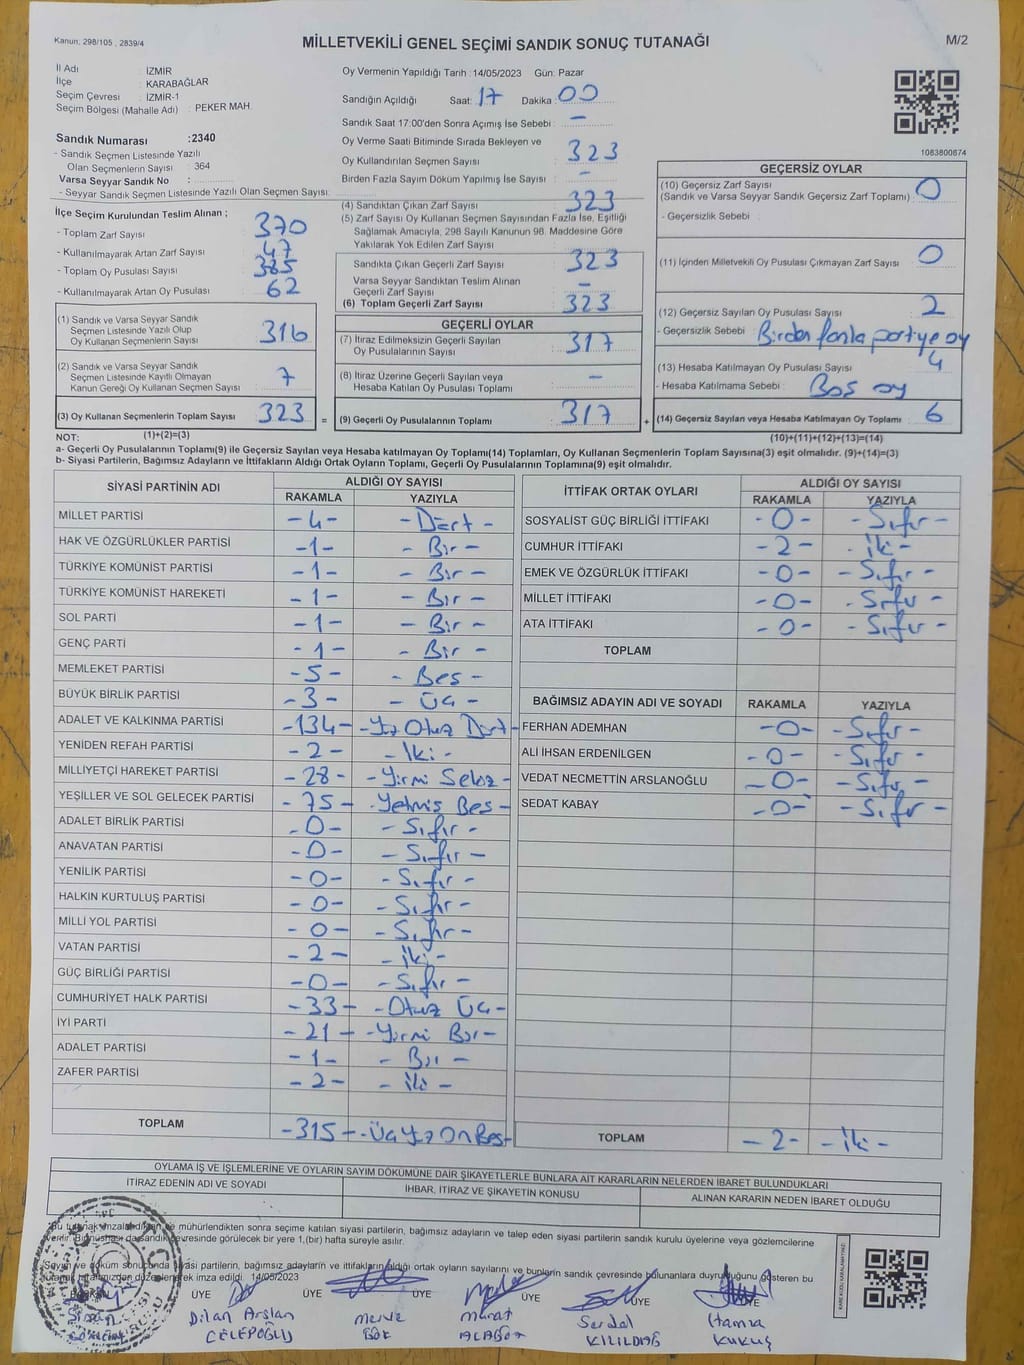 Kanun: 298/105 , 2839/4
MİLLETVEKİLİ GENEL SEÇİMİ SANDIK SONUÇ TUTANAĞI
M/2
İl Adı : İZMİR
İlçe : KARABAĞLAR
Seçim Çevresi : İZMİR-1
Seçim Bölgesi (Mahalle Adı) : PEKER MAH.
Sandık Numarası :2340
- Sandık Seçmen Listesinde Yazılı
Olan Seçmenlerin Sayısı : 364
Varsa Seyyar Sandık No :
- Seyyar Sandık Seçmen Listesinde Yazılı Olan Seçmen Sayısı:
Oy Vermenin Yapıldığı Tarih :14/05/2023 Gün: Pazar
Sandığın Açıldığı Saat: 17 Dakika : 00
Sandık Saat 17:00'den Sonra Açımış İse Sebebi : -
Oy Verme Saati Bitiminde Sırada Bekleyen ve
Oy Kullandırılan Seçmen Sayısı : 323
Birden Fazla Sayım Döküm Yapılmış İse Sayısı : -
1083800874
İlçe Seçim Kurulundan Teslim Alınan ;
- Toplam Zarf Sayısı : 370
- Kullanılmayarak Artan Zarf Sayısı : 47
- Toplam Oy Pusulası Sayısı : 385
- Kullanılmayarak Artan Oy Pusulası : 62
(4) Sandıktan Çıkan Zarf Sayısı : 323
(5) Zarf Sayısı Oy Kullanan Seçmen Sayısından Fazla İse, Eşitliği
Sağlamak Amacıyla, 298 Sayılı Kanunun 98. Maddesine Göre
Yakılarak Yok Edilen Zarf Sayısı :
Sandıkta Çıkan Geçerli Zarf Sayısı : 323
Varsa Seyyar Sandıktan Teslim Alınan
Geçerli Zarf Sayısı : -
(6) Toplam Geçerli Zarf Sayısı : 323
GEÇERSİZ OYLAR
(10) Geçersiz Zarf Sayısı
(Sandık ve Varsa Seyyar Sandık Geçersiz Zarf Toplamı) : 0
- Geçersizlik Sebebi :
(11) İçinden Milletvekili Oy Pusulası Çıkmayan Zarf Sayısı : 0
(12) Geçersiz Sayılan Oy Pusulası Sayısı : 2
- Geçersizlik Sebebi : Birden fazla partiye oy
(13) Hesaba Katılmayan Oy Pusulası Sayısı : 4
- Hesaba Katılmama Sebebi : Boş oy
(14) Geçersiz Sayılan veya Hesaba Katılmayan Oy Toplamı : 6
(1) Sandık ve Varsa Seyyar Sandık
Seçmen Listesinde Yazılı Olup
Oy Kullanan Seçmenlerin Sayısı : 316
(2) Sandık ve Varsa Seyyar Sandık
Seçmen Listesinde Kayıtlı Olmayan
Kanun Gereği Oy Kullanan Seçmen Sayısı : 7
(3) Oy Kullanan Seçmenlerin Toplam Sayısı : 323 =
GEÇERLİ OYLAR
(7) İtiraz Edilmeksizin Geçerli Sayılan
Oy Pusulalarının Sayısı : 317
(8) İtiraz Üzerine Geçerli Sayılan veya
Hesaba Katılan Oy Pusulası Toplamı : -
(9) Geçerli Oy Pusulalarının Toplamı : 317 +
NOT: (1)+(2)=(3)
(10)+(11)+(12)+(13)=(14)
a- Geçerli Oy Pusulalarının Toplamı(9) ile Geçersiz Sayılan veya Hesaba katılmayan Oy Toplamı(14) Toplamları, Oy Kullanan Seçmenlerin Toplam Sayısına(3) eşit olmalıdır. (9)+(14)=(3)
b- Siyasi Partilerin, Bağımsız Adayların ve İttifakların Aldığı Ortak Oyların Toplamı, Geçerli Oy Pusulalarının Toplamına(9) eşit olmalıdır.
SİYASİ PARTİNİN ADI ALDIĞI OY SAYISI
RAKAMLA YAZIYLA
MİLLET PARTİSİ -4- -Dört-
HAK VE ÖZGÜRLÜKLER PARTİSİ -1- -Bir-
TÜRKİYE KOMÜNİST PARTİSİ -1- -Bir-
TÜRKİYE KOMÜNİST HAREKETİ -1- -Bir-
SOL PARTİ -1- -Bir-
GENÇ PARTİ -1- -Bir-
MEMLEKET PARTİSİ -5- -Beş-
BÜYÜK BİRLİK PARTİSİ -3- -Üç-
ADALET VE KALKINMA PARTİSİ -134- -Yüz Otuz Dört-
YENİDEN REFAH PARTİSİ -2- -İki-
MİLLİYETÇİ HAREKET PARTİSİ -28- -Yirmi Sekiz-
YEŞİLLER VE SOL GELECEK PARTİSİ -75- -Yetmiş Beş-
ADALET BİRLİK PARTİSİ -0- -Sıfır-
ANAVATAN PARTİSİ -0- -Sıfır-
YENİLİK PARTİSİ -0- -Sıfır-
HALKIN KURTULUŞ PARTİSİ -0- -Sıfır-
MİLLİ YOL PARTİSİ -0- -Sıfır-
VATAN PARTİSİ -2- -İki-
GÜÇ BİRLİĞİ PARTİSİ -0- -Sıfır-
CUMHURİYET HALK PARTİSİ -33- -Otuz Üç-
İYİ PARTİ -21- -Yirmi Bir-
ADALET PARTİSİ -1- -Bir-
ZAFER PARTİSİ -2- -İki-
TOPLAM -315- -Üçyüz On Beş-
İTTİFAK ORTAK OYLARI ALDIĞI OY SAYISI
RAKAMLA YAZIYLA
SOSYALİST GÜÇ BİRLİĞİ İTTİFAKI -0- -Sıfır-
CUMHUR İTTİFAKI -2- -İki-
EMEK VE ÖZGÜRLÜK İTTİFAKI -0- -Sıfır-
MİLLET İTTİFAKI -0- -Sıfır-
ATA İTTİFAKI -0- -Sıfır-
TOPLAM
BAĞIMSIZ ADAYIN ADI VE SOYADI RAKAMLA YAZIYLA
FERHAN ADEMHAN -0- -Sıfır-
ALİ İHSAN ERDENİLGEN -0- -Sıfır-
VEDAT NECMETTİN ARSLANOĞLU -0- -Sıfır-
SEDAT KABAY -0- -Sıfır-
TOPLAM -2- -İki-
OYLAMA İŞ VE İŞLEMLERİNE VE OYLARIN SAYIM DÖKÜMÜNE DAİR ŞİKAYETLERLE BUNLARA AİT KARARLARIN NELERDEN İBARET BULUNDUKLARI
İTİRAZ EDENİN ADI VE SOYADI İHBAR, İTİRAZ VE ŞİKAYETİN KONUSU ALINAN KARARIN NEDEN İBARET OLDUĞU
Bu tutanak imzalandıktan ve mühürlendikten sonra seçime katılan siyasi partilerin, bağımsız adayların ve talep eden siyasi partilerin sandık kurulu üyelerine veya gözlemcilerine
verilir. Bir nüshası da sandık çevresinde görülecek bir yere 1,(bir) hafta süreyle asılır.
Sayım ve döküm sonucunda siyasi partilerin, bağımsız adayların ve ittifakların aldığı ortak oyların sayılarını ve bunların sandık çevresinde bulunanlara duyrulduğunu gösteren bu
tutanak tarafımızdan düzenlenerek imza edildi. 14/05/2023
BAŞKAN ÜYE ÜYE ÜYE ÜYE ÜYE ÜYE
Dilan Arslan Merve Murat Serdal Hamza
CELEPOĞLU GÖK KILILDAĞ KUKUŞ